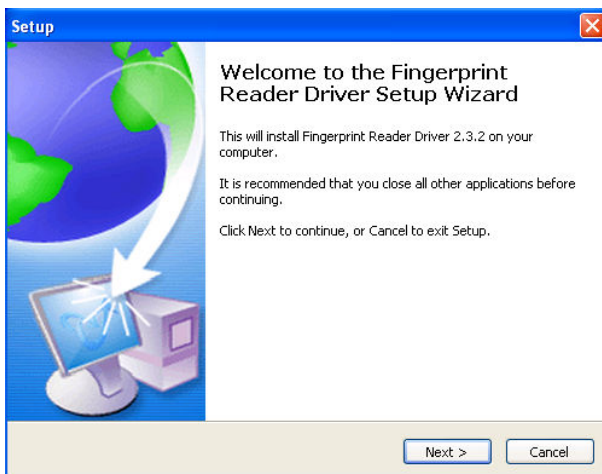 Setup
Welcome to the Fingerprint
Reader Driver Setup Wizard
This will install Fingerprint Reader Driver 2.3.2 on your
computer.
It is recommended that you close all other applications before
continuing.
Click Next to continue, or Cancel to exit Setup.
Next >
Cancel